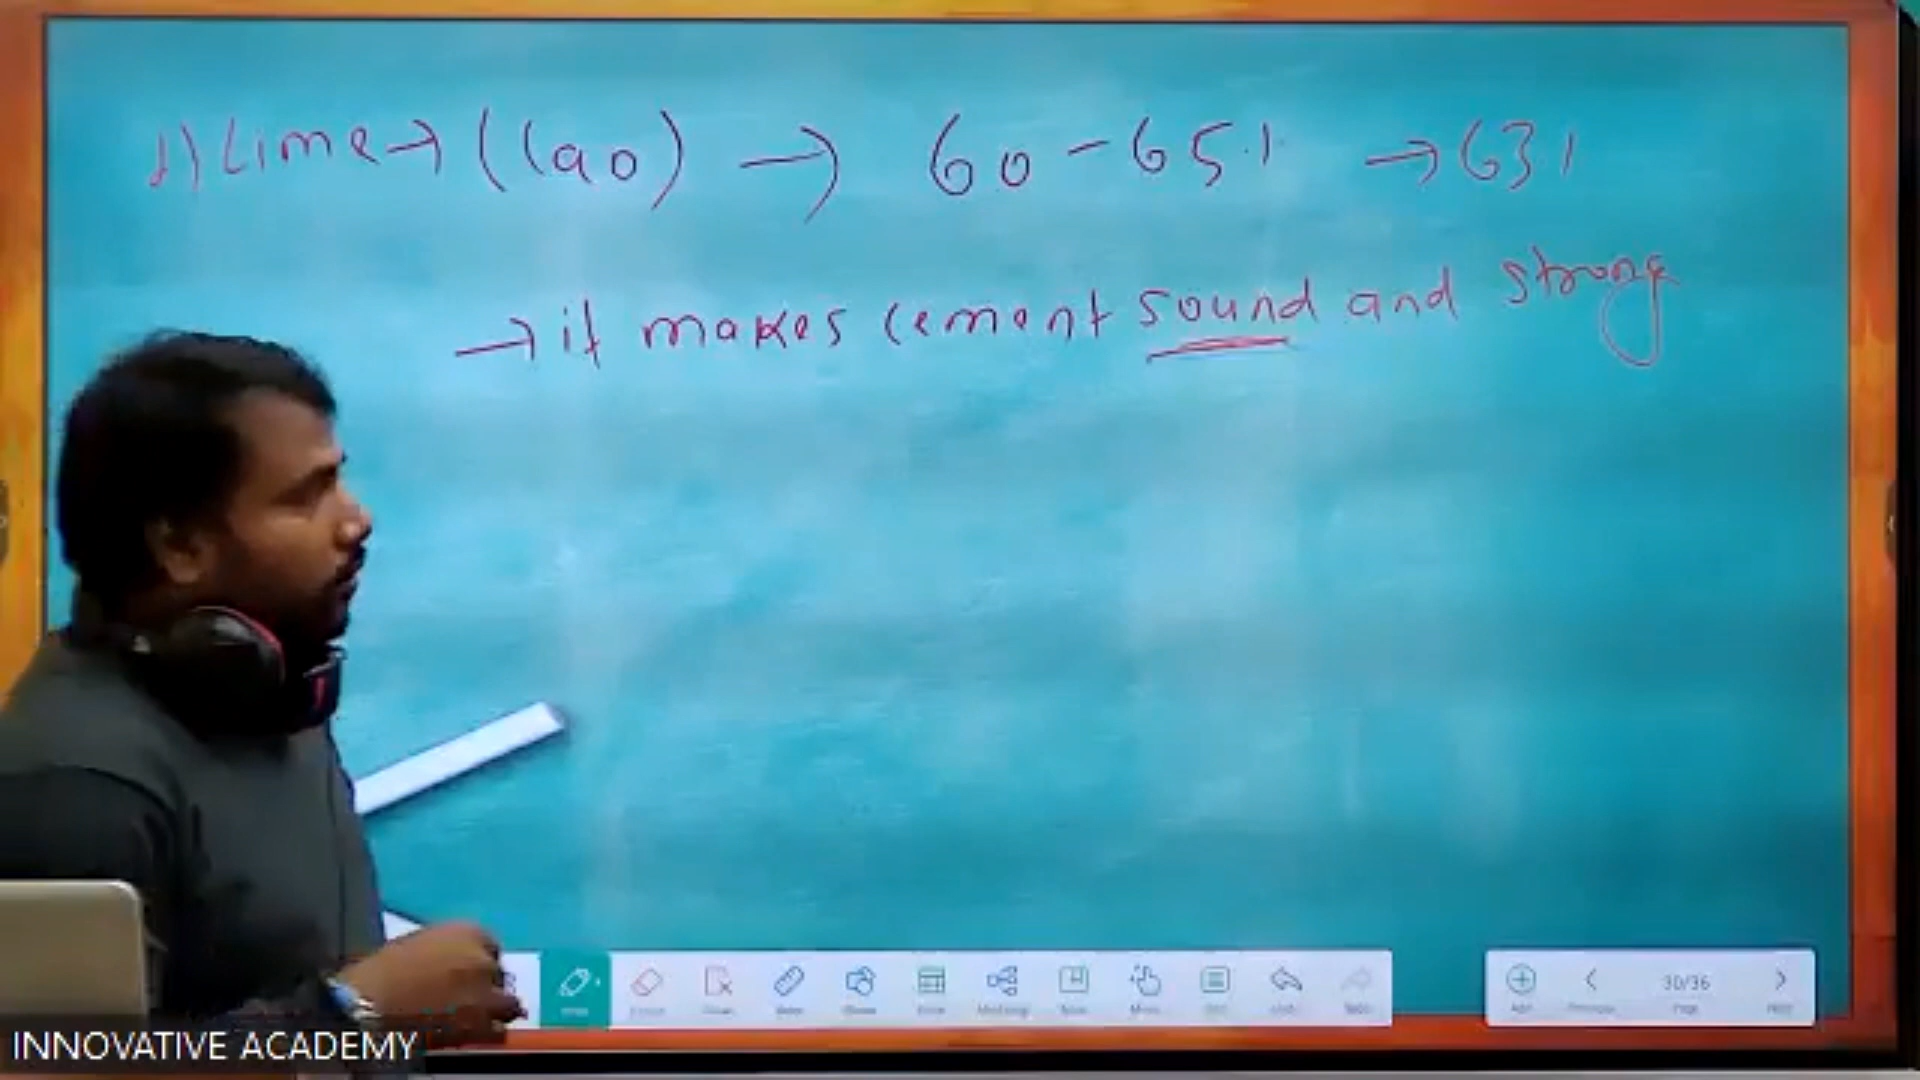 1) Lime → (Cao) → 60-65% → 63%
→ it makes cement sound and strong
30/36
INNOVATIVE ACADEMY